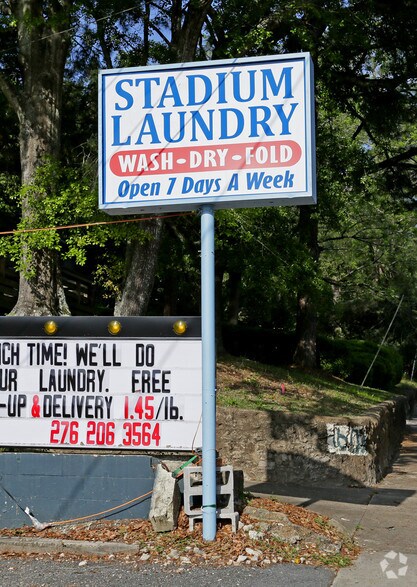 STADIUM
LAUNDRY
WASH-DRY-FOLD
Open 7 Days A Week
CH TIME! WE'LL DO
UR LAUNDRY. FREE
-UP & DELIVERY 1.45/lb.
276 206 3564